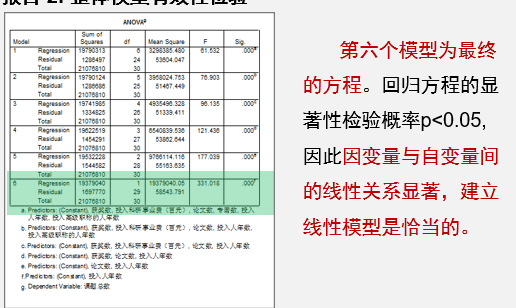 报告 2: 整体模型有效性检验
ANOVAg
Model Sum of Squares df Mean Square F Sig.
1 Regression 19790313 6 3298385.480 61.532 .000a
Residual 1286497 24 53604.047
Total 21076810 30
2 Regression 19790124 5 3958024.753 76.903 .000b
Residual 1286686 25 51467.449
Total 21076810 30
3 Regression 19741985 4 4935496.328 96.135 .000c
Residual 1334825 26 51339.411
Total 21076810 30
4 Regression 19622519 3 6540839.536 121.436 .000d
Residual 1454291 27 53862.644
Total 21076810 30
5 Regression 19532228 2 9766114.116 177.039 .000e
Residual 1544582 28 55163.635
Total 21076810 30
6 Regression 19379040 1 19379040.05 331.018 .000f
Residual 1697770 29 58543.791
Total 21076810 30
a. Predictors: (Constant), 获奖数, 投入科研事业费（百元）, 论文数, 专著数, 投入
人年数, 投入高级职称的人年数
b. Predictors: (Constant), 获奖数, 投入科研事业费（百元）, 论文数, 投入人年数,
投入高级职称的人年数
c. Predictors: (Constant), 获奖数, 投入科研事业费（百元）, 论文数, 投入人年数
d. Predictors: (Constant), 获奖数, 论文数, 投入人年数
e. Predictors: (Constant), 论文数, 投入人年数
f. Predictors: (Constant), 投入人年数
g. Dependent Variable: 课题总数
第六个模型为最终
的方程。回归方程的显
著性检验概率p<0.05,
因此因变量与自变量间
的线性关系显著，建立
线性模型是恰当的。